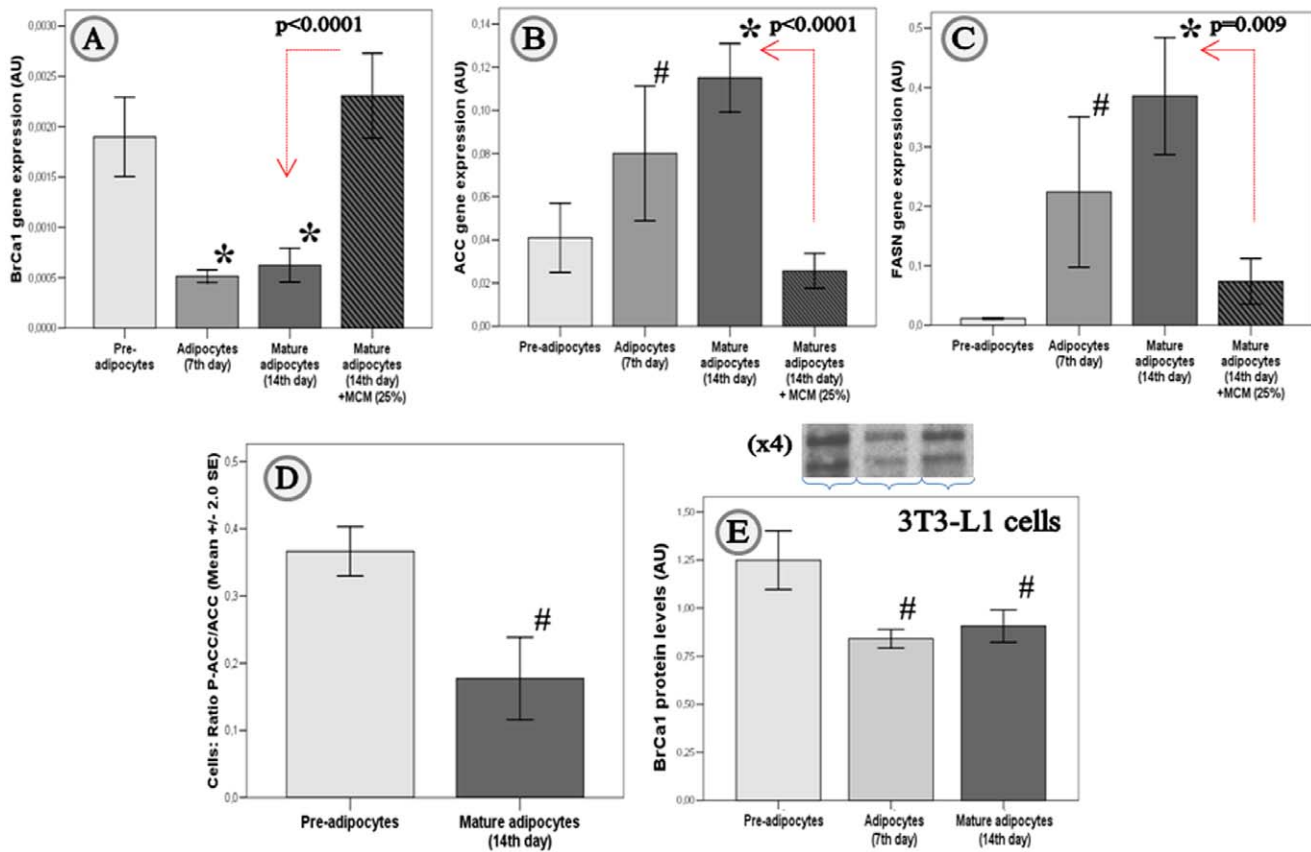 A
p<0.0001
BrCa1 gene expression (AU)
0,0030
0,0025
0,0020
0,0015
0,0010
0,0005
0,0000
*
*
Pre-
adipocytes
Adipocytes
(7th day)
Mature
adipocytes
(14th day)
Mature
adipocytes
(14th day)
+MCM (25%)
B
* p<0.0001
ACC gene expression (AU)
0,14
0,12
0,10
0,08
0,06
0,04
0,02
0,00
#
Pre-adipocytes
Adipocytes
(7th day)
Mature
adipocytes
(14th day)
Matures
adipocytes
(14th daty)
+ MCM (25%)
C
* p=0.009
FASN gene expression (AU)
0,5
0,4
0,3
0,2
0,1
0,0
#
Pre-adipocytes
Adipocytes
(7th day)
Mature
adipocytes
(14th day)
Mature
adipocytes
(14th day)
+MCM (25%)
D
Cells: Ratio P-ACC/ACC (Mean +/- 2.0 SE)
0,5
0,4
0,3
0,2
0,1
0,0
#
Pre-adipocytes
Mature adipocytes
(14th day)
(x4)
E
3T3-L1 cells
BrCa1 protein levels (AU)
1,50
1,25
1,00
0,75
0,50
0,25
0,00
#
#
Pre-adipocytes
Adipocytes
(7th day)
Mature adipocytes
(14th day)